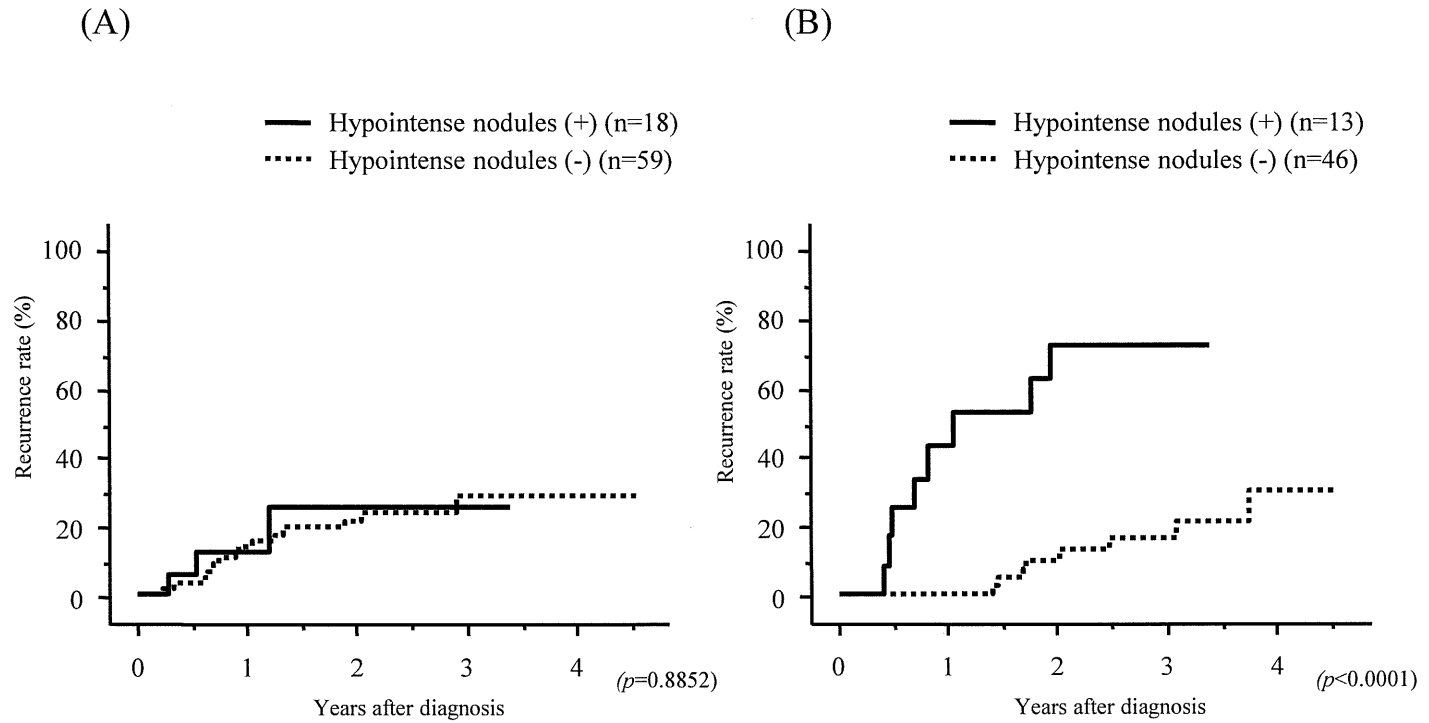 (A)
Hypointense nodules (+) (n=18)
Hypointense nodules (-) (n=59)
Recurrence rate (%)
100
80
60
40
20
0
0 1 2 3 4
(p=0.8852)
Years after diagnosis
(B)
Hypointense nodules (+) (n=13)
Hypointense nodules (-) (n=46)
Recurrence rate (%)
100
80
60
40
20
0
0 1 2 3 4
(p<0.0001)
Years after diagnosis